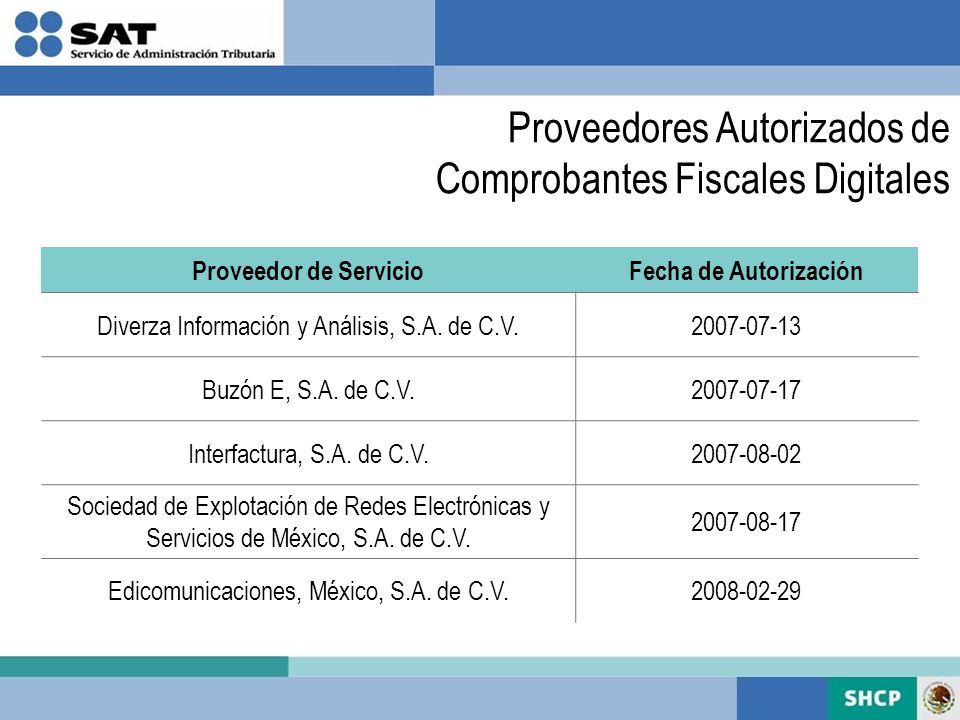 SAT
Servicio de Administración Tributaria
Proveedores Autorizados de
Comprobantes Fiscales Digitales
Proveedor de Servicio Fecha de Autorización
Diverza Información y Análisis, S.A. de C.V. 2007-07-13
Buzón E, S.A. de C.V. 2007-07-17
Interfactura, S.A. de C.V. 2007-08-02
Sociedad de Explotación de Redes Electrónicas y
Servicios de México, S.A. de C.V. 2007-08-17
Edicomunicaciones, México, S.A. de C.V. 2008-02-29
SHCP